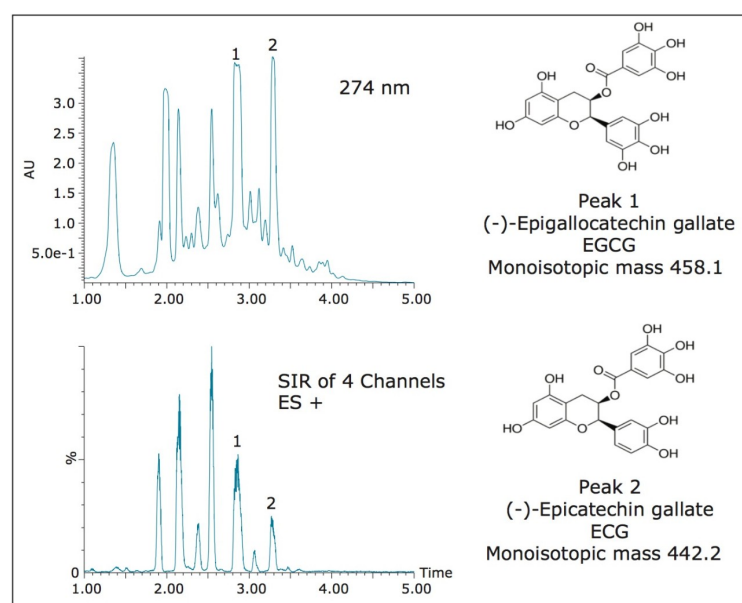 1
2
274 nm
AU
3.0
2.5
2.0
1.5
1.0
5.0e-1
1.00
2.00
3.00
4.00
5.00
OH
OH
OH
O
O
OH
HO
O
OH
OH
OH
Peak 1
(-)-Epigallocatechin gallate
EGCG
Monoisotopic mass 458.1
SIR of 4 Channels
ES +
1
2
%
0
1.00
2.00
3.00
4.00
5.00
Time
OH
OH
OH
O
O
OH
HO
O
OH
OH
Peak 2
(-)-Epicatechin gallate
ECG
Monoisotopic mass 442.2